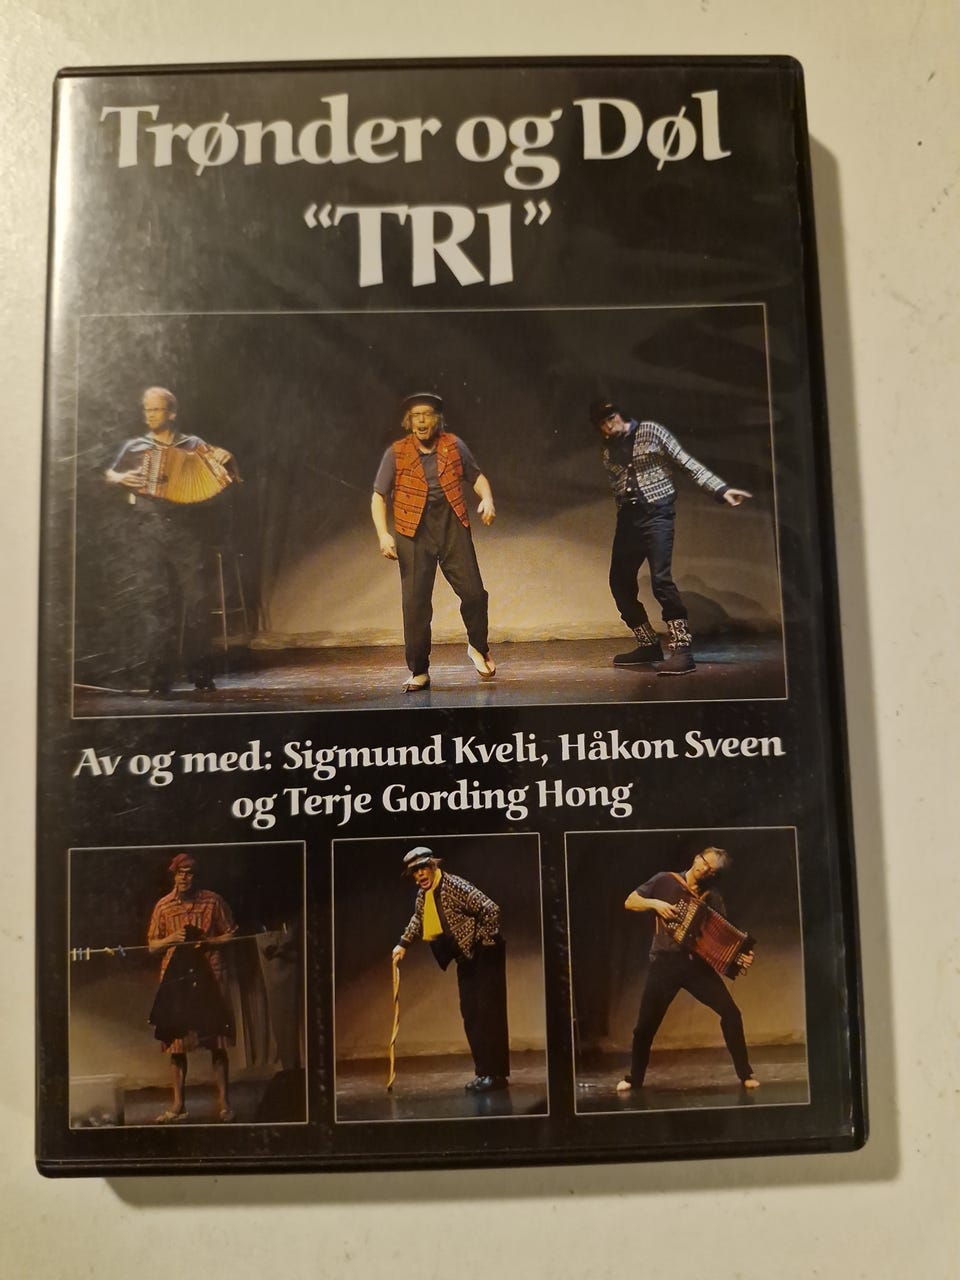 Trønder og Døl
“TRI”
Av og med: Sigmund Kveli, Håkon Sveen
og Terje Gording Hong